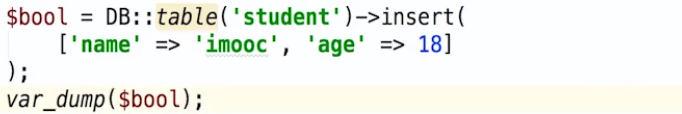 $bool = DB::table('student')->insert(
    ['name' => 'imooc', 'age' => 18]
);
var_dump($bool);